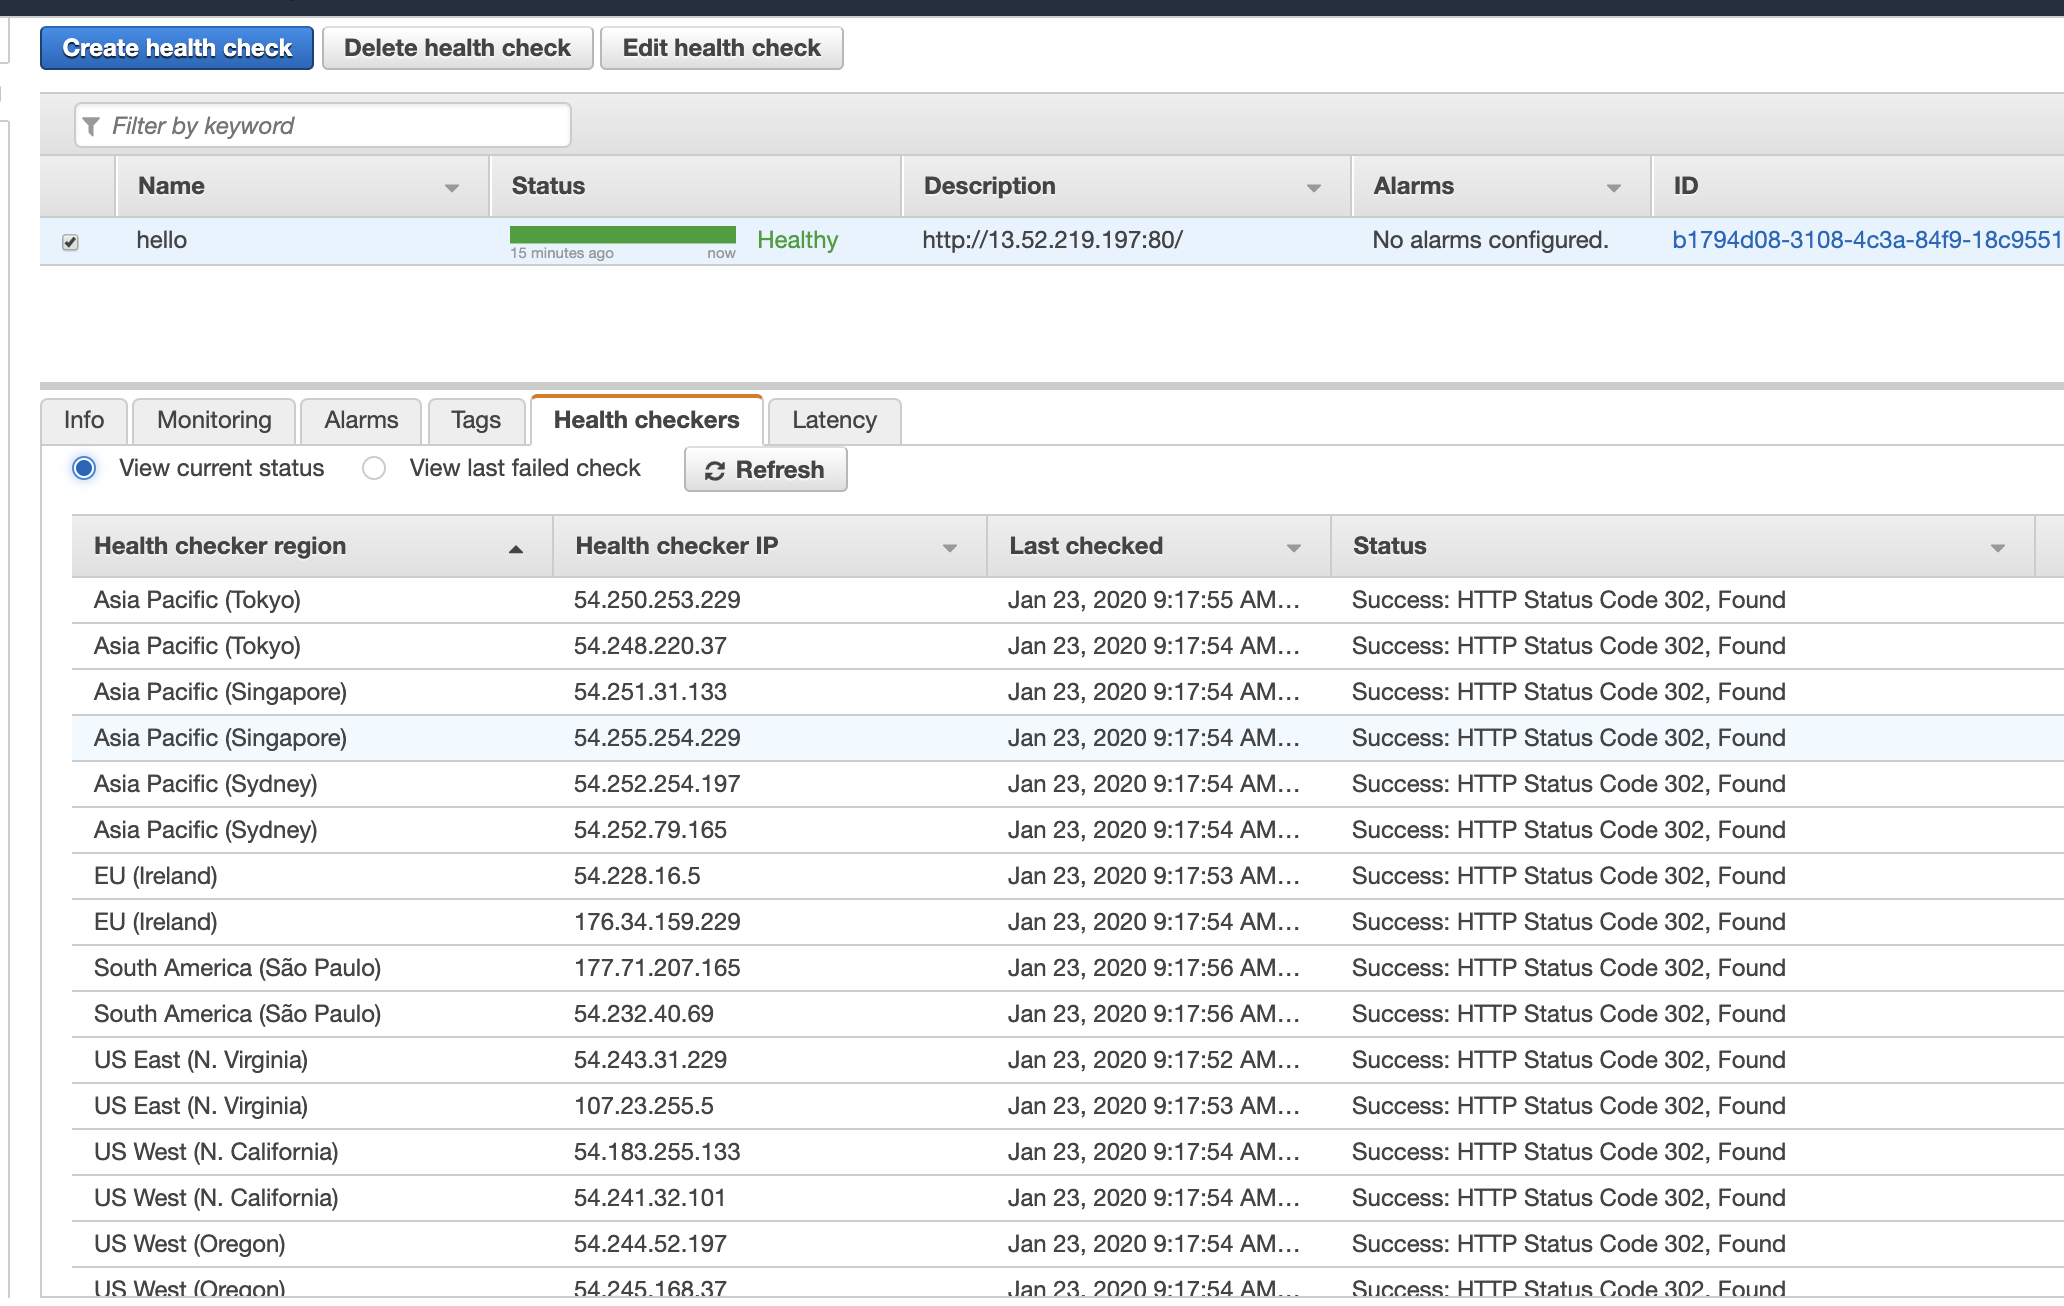 Create health check Delete health check Edit health check
Filter by keyword
Name Status Description Alarms ID
hello 15 minutes ago now Healthy http://13.52.219.197:80/ No alarms configured. b1794d08-3108-4c3a-84f9-18c9551
Info Monitoring Alarms Tags Health checkers Latency
View current status View last failed check Refresh
Health checker region Health checker IP Last checked Status
Asia Pacific (Tokyo) 54.250.253.229 Jan 23, 2020 9:17:55 AM… Success: HTTP Status Code 302, Found
Asia Pacific (Tokyo) 54.248.220.37 Jan 23, 2020 9:17:54 AM… Success: HTTP Status Code 302, Found
Asia Pacific (Singapore) 54.251.31.133 Jan 23, 2020 9:17:54 AM… Success: HTTP Status Code 302, Found
Asia Pacific (Singapore) 54.255.254.229 Jan 23, 2020 9:17:54 AM… Success: HTTP Status Code 302, Found
Asia Pacific (Sydney) 54.252.254.197 Jan 23, 2020 9:17:54 AM… Success: HTTP Status Code 302, Found
Asia Pacific (Sydney) 54.252.79.165 Jan 23, 2020 9:17:54 AM… Success: HTTP Status Code 302, Found
EU (Ireland) 54.228.16.5 Jan 23, 2020 9:17:53 AM… Success: HTTP Status Code 302, Found
EU (Ireland) 176.34.159.229 Jan 23, 2020 9:17:54 AM… Success: HTTP Status Code 302, Found
South America (São Paulo) 177.71.207.165 Jan 23, 2020 9:17:56 AM… Success: HTTP Status Code 302, Found
South America (São Paulo) 54.232.40.69 Jan 23, 2020 9:17:56 AM… Success: HTTP Status Code 302, Found
US East (N. Virginia) 54.243.31.229 Jan 23, 2020 9:17:52 AM… Success: HTTP Status Code 302, Found
US East (N. Virginia) 107.23.255.5 Jan 23, 2020 9:17:53 AM… Success: HTTP Status Code 302, Found
US West (N. California) 54.183.255.133 Jan 23, 2020 9:17:54 AM… Success: HTTP Status Code 302, Found
US West (N. California) 54.241.32.101 Jan 23, 2020 9:17:54 AM… Success: HTTP Status Code 302, Found
US West (Oregon) 54.244.52.197 Jan 23, 2020 9:17:54 AM… Success: HTTP Status Code 302, Found
US West (Oregon) 54.245.168.37 Jan 23, 2020 9:17:54 AM… Success: HTTP Status Code 302, Found